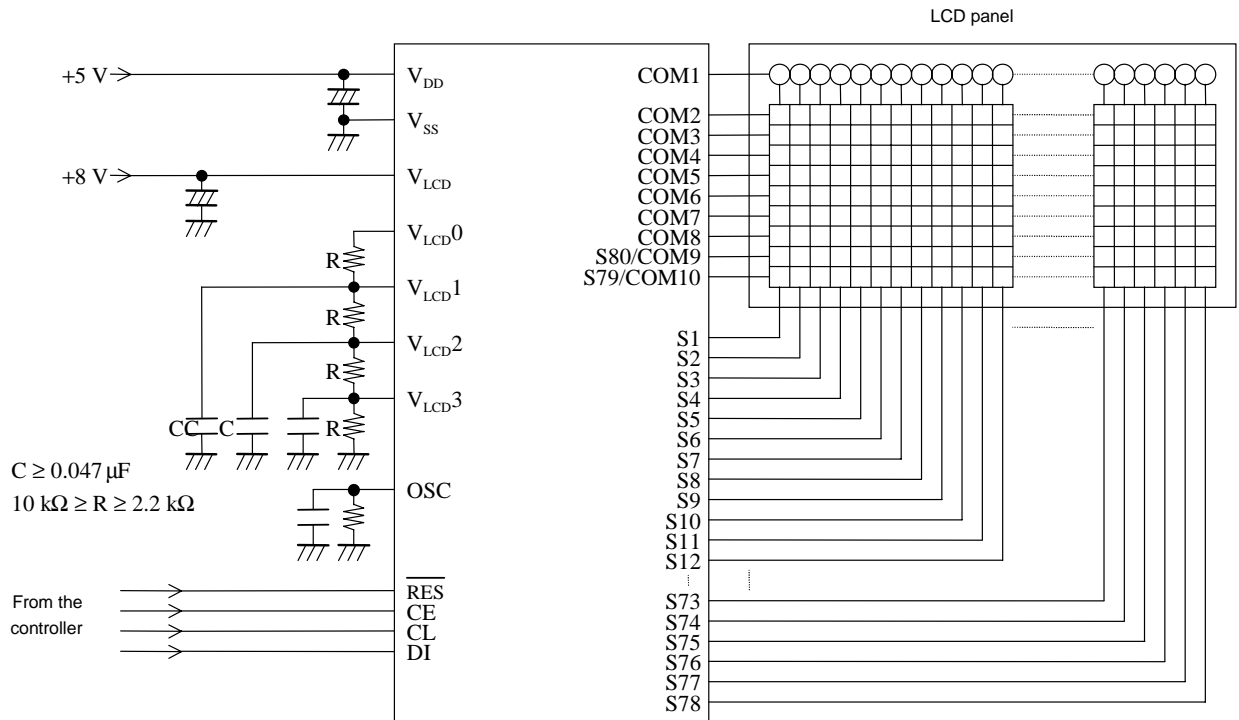 LCD panel
+5 V
V_DD
COM1
V_SS
COM2
COM3
COM4
+8 V
V_LCD
COM5
COM6
COM7
V_LCD0
COM8
R
S80/COM9
S79/COM10
V_LCD1
R
S1
V_LCD2
S2
R
S3
V_LCD3
S4
CC
C
R
S5
S6
S7
C ≥ 0.047 μF
S8
OSC
10 kΩ ≥ R ≥ 2.2 kΩ
S9
S10
S11
S12
RES
From the
controller
S73
CE
S74
CL
S75
DI
S76
S77
S78